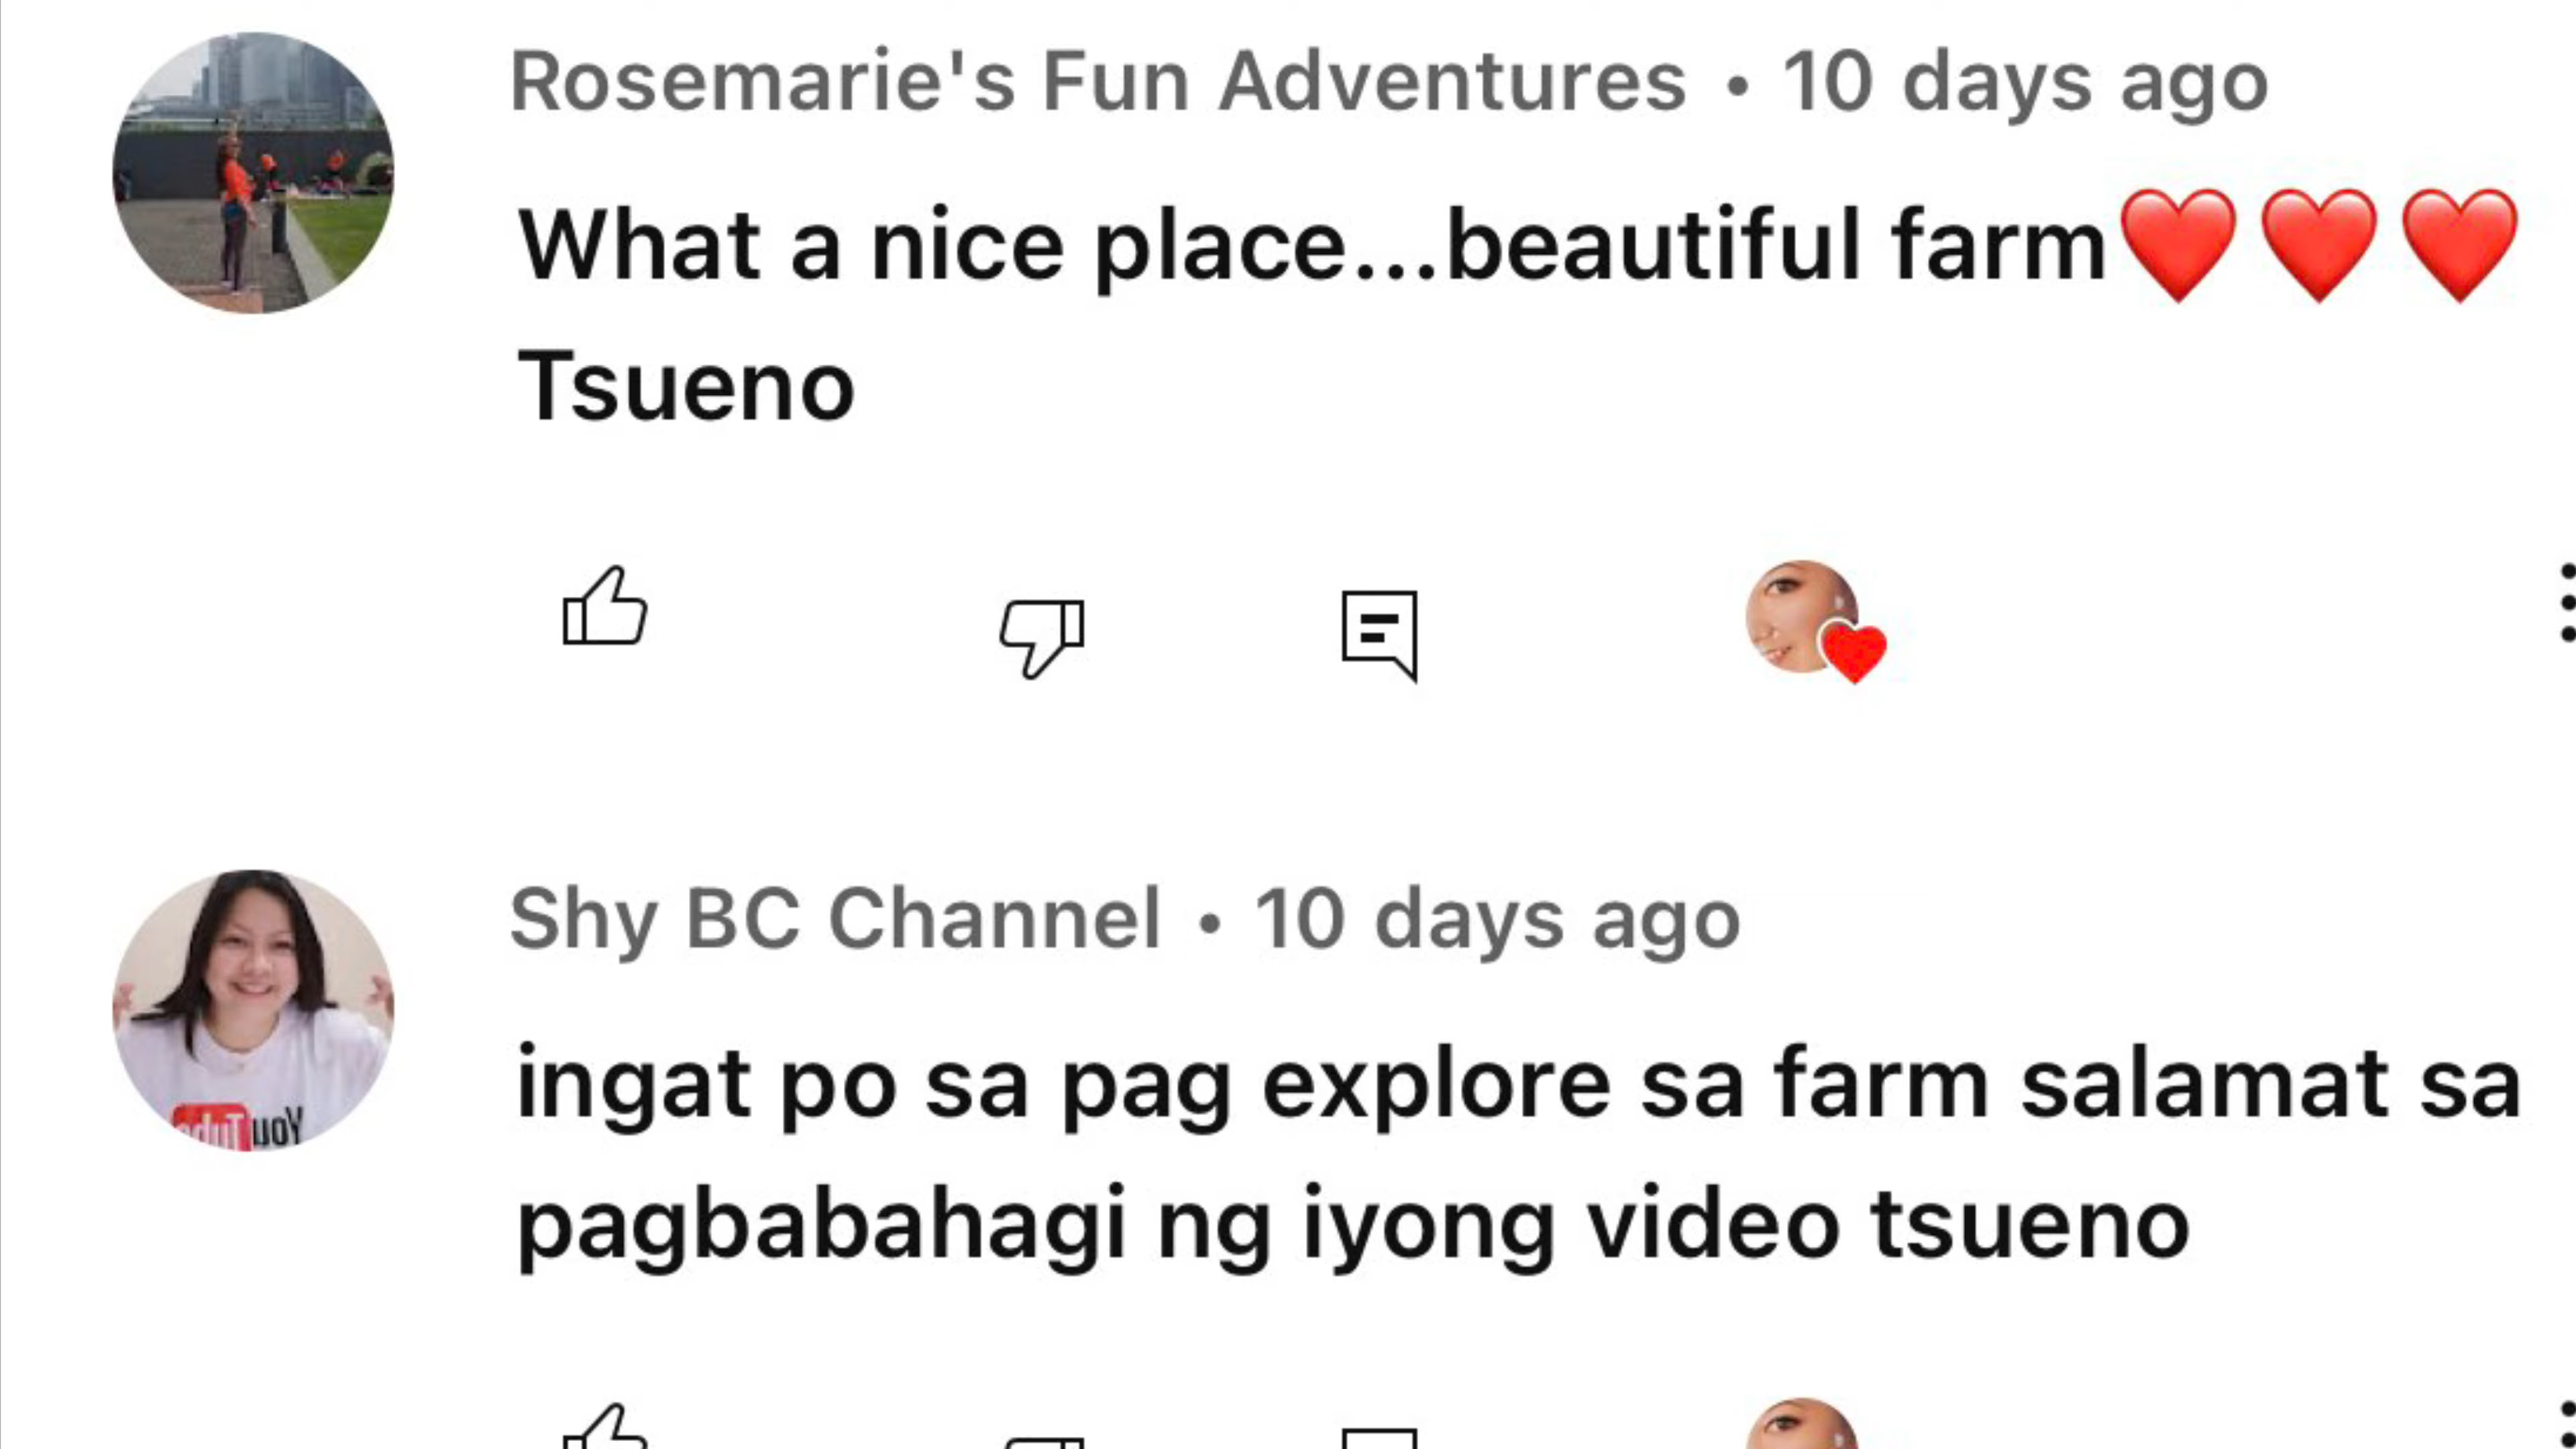 Rosemarie's Fun Adventures • 10 days ago
What a nice place...beautiful farm❤️❤️❤️
Tsueno
Shy BC Channel • 10 days ago
YouTube
ingat po sa pag explore sa farm salamat sa
pagbabahagi ng iyong video tsueno